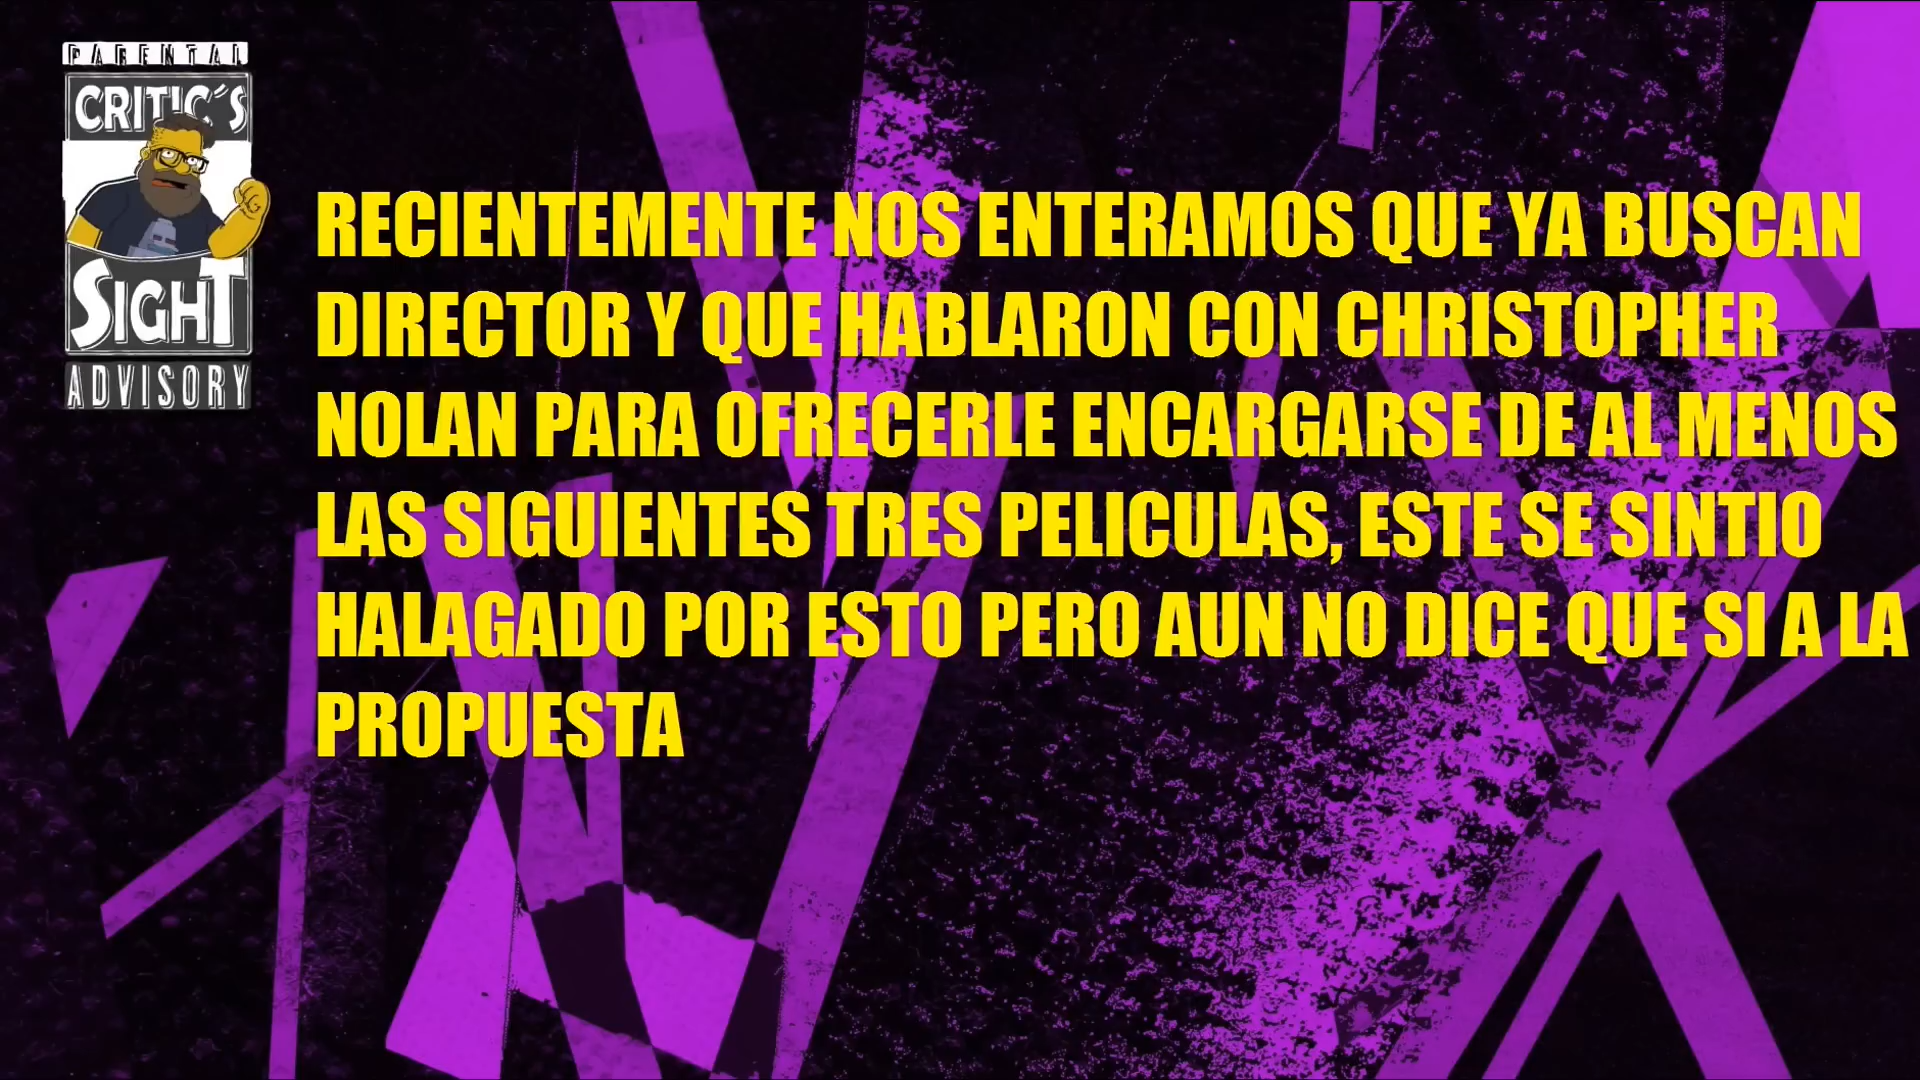 PARENTAL
CRITIC´S
SIGHT
ADVISORY
RECIENTEMENTE NOS ENTERAMOS QUE YA BUSCAN
DIRECTOR Y QUE HABLARON CON CHRISTOPHER
NOLAN PARA OFRECERLE ENCARGARSE DE AL MENOS
LAS SIGUIENTES TRES PELICULAS, ESTE SE SINTIO
HALAGADO POR ESTO PERO AUN NO DICE QUE SI A LA
PROPUESTA